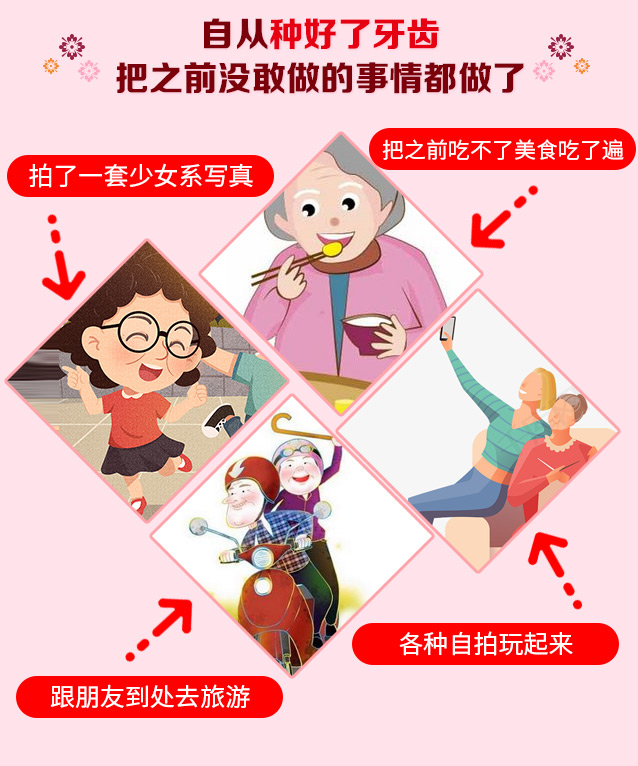 自从种好了牙齿
把之前没敢做的事情都做了
把之前吃不了美食吃了遍
拍了一套少女系写真
各种自拍玩起来
跟朋友到处去旅游